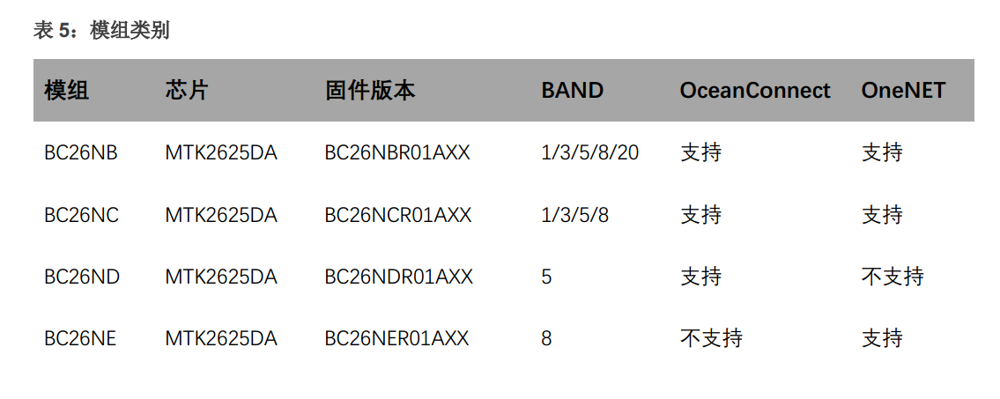 表 5：模组类别
模组 芯片 固件版本 BAND OceanConnect OneNET
BC26NB MTK2625DA BC26NBR01AXX 1/3/5/8/20 支持 支持
BC26NC MTK2625DA BC26NCR01AXX 1/3/5/8 支持 支持
BC26ND MTK2625DA BC26NDR01AXX 5 支持 不支持
BC26NE MTK2625DA BC26NER01AXX 8 不支持 支持